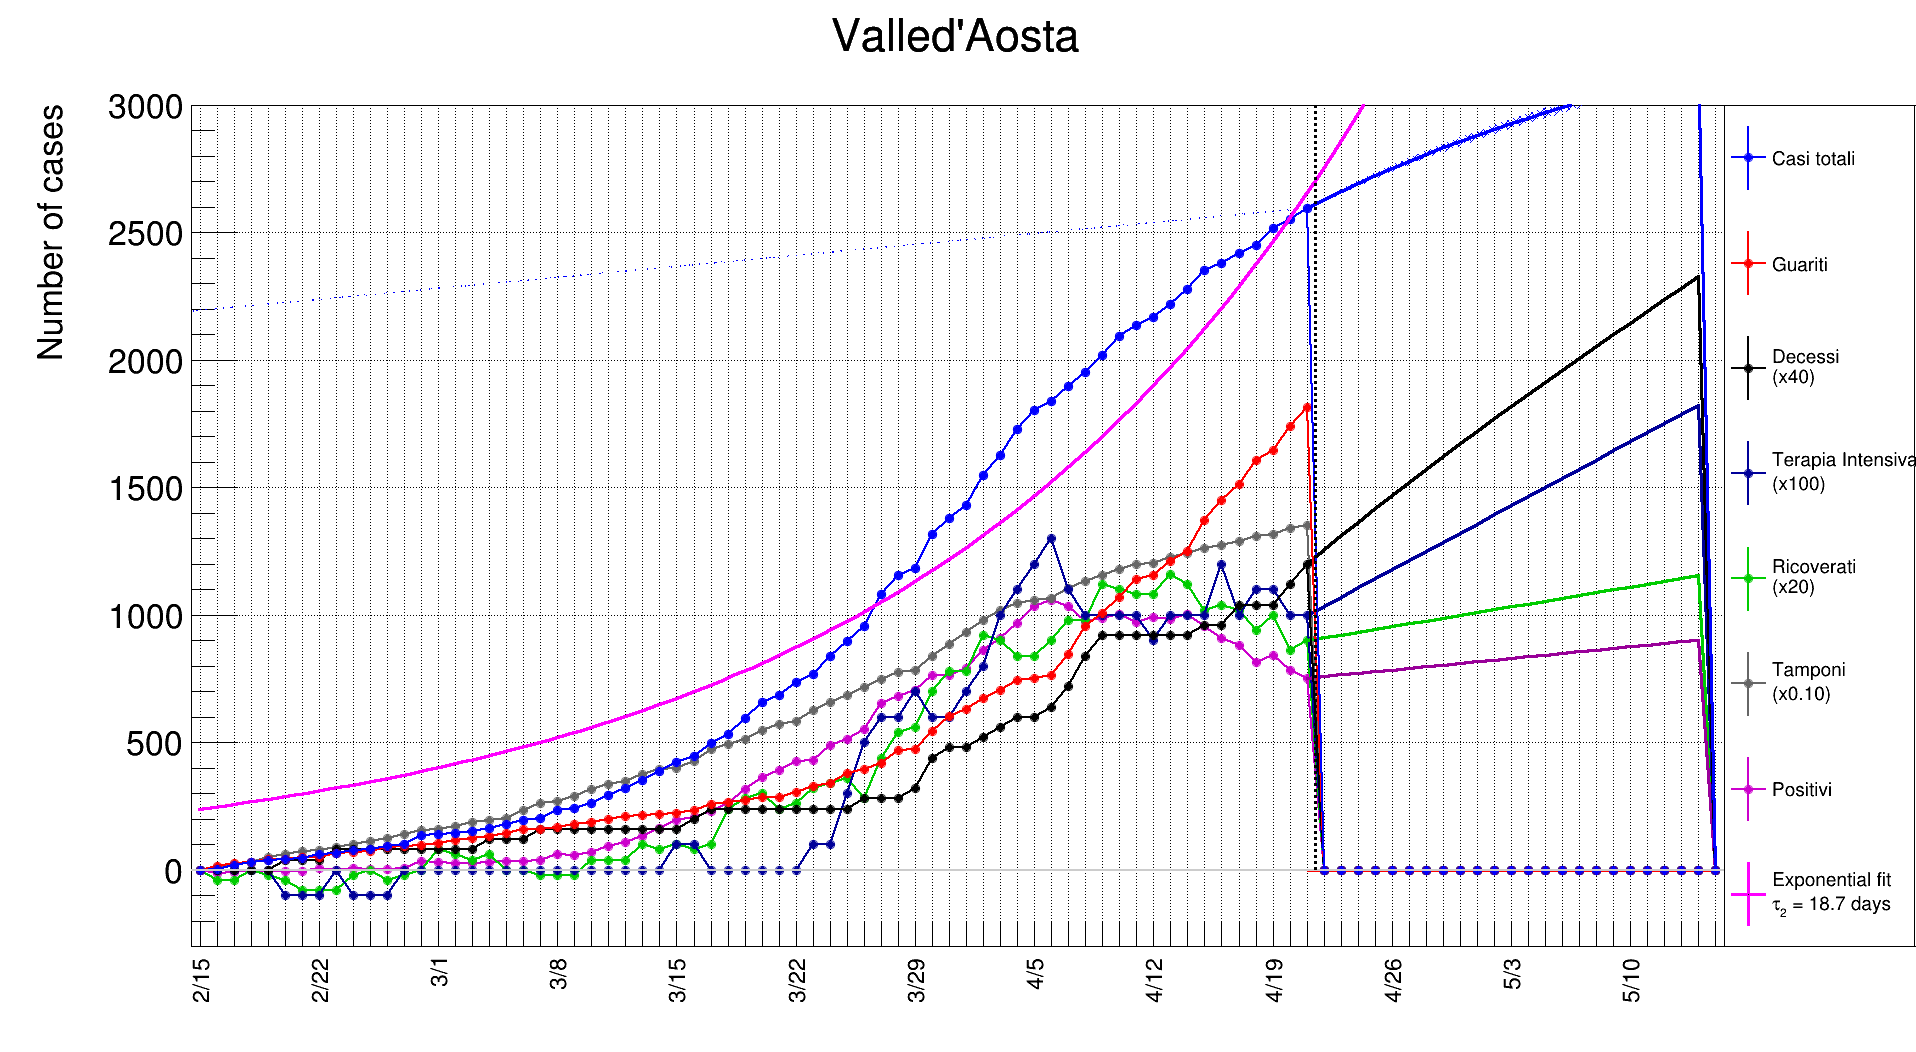 Valled'Aosta
Number of cases
3000
2500
2000
1500
1000
500
0
2/15
2/22
3/1
3/8
3/15
3/22
3/29
4/5
4/12
4/19
4/26
5/3
5/10
Casi totali
Guariti
Decessi
(x40)
Terapia Intensiva
(x100)
Ricoverati
(x20)
Tamponi
(x0.10)
Positivi
Exponential fit
τ2 = 18.7 days